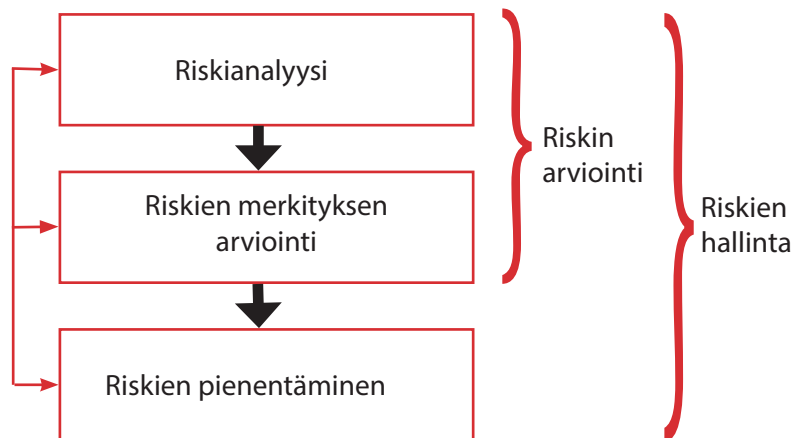 Riskianalyysi
Riskien merkityksen
arviointi
Riskien pienentäminen
Riskin
arviointi
Riskien
hallinta